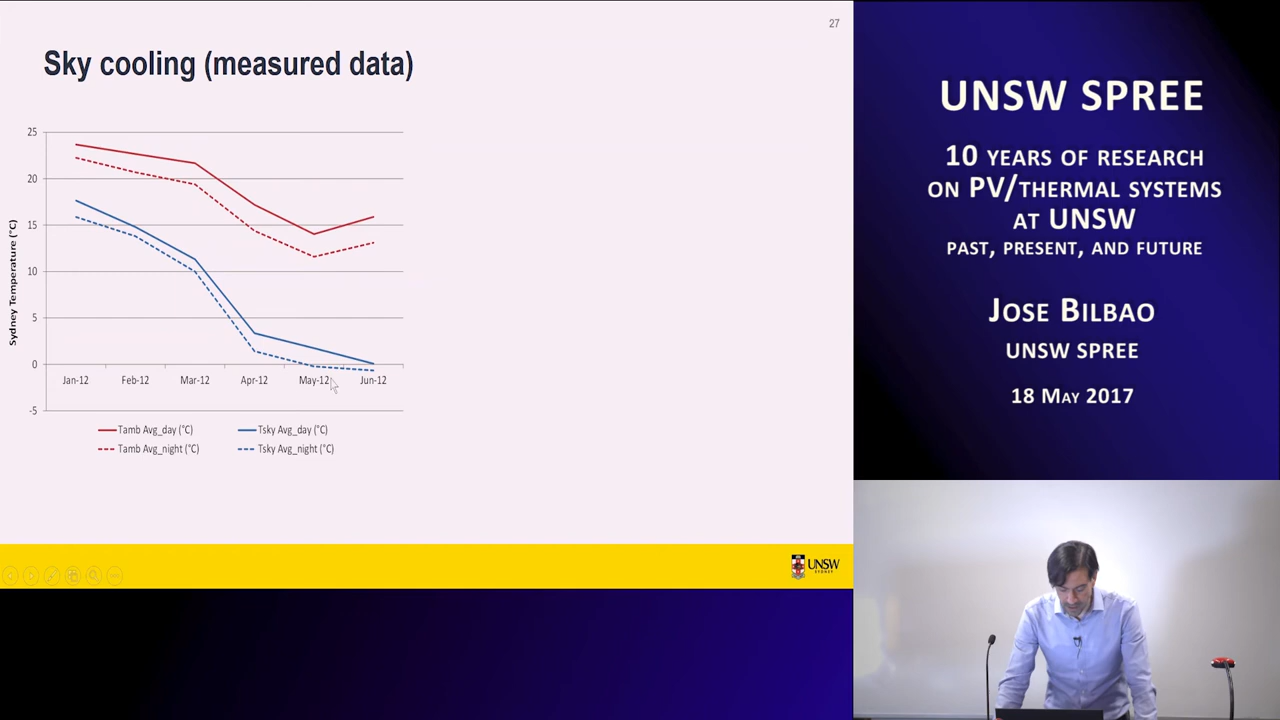 27
Sky cooling (measured data)
Sydney Temperature (°C)
25
20
15
10
5
0
-5
Jan-12 Feb-12 Mar-12 Apr-12 May-12 Jun-12
Tamb Avg_day (°C) Tsky Avg_day (°C)
Tamb Avg_night (°C) Tsky Avg_night (°C)
UNSW
SYDNEY
UNSW SPREE
10 YEARS OF RESEARCH
ON PV/THERMAL SYSTEMS
AT UNSW
PAST, PRESENT, AND FUTURE
JOSE BILBAO
UNSW SPREE
18 MAY 2017